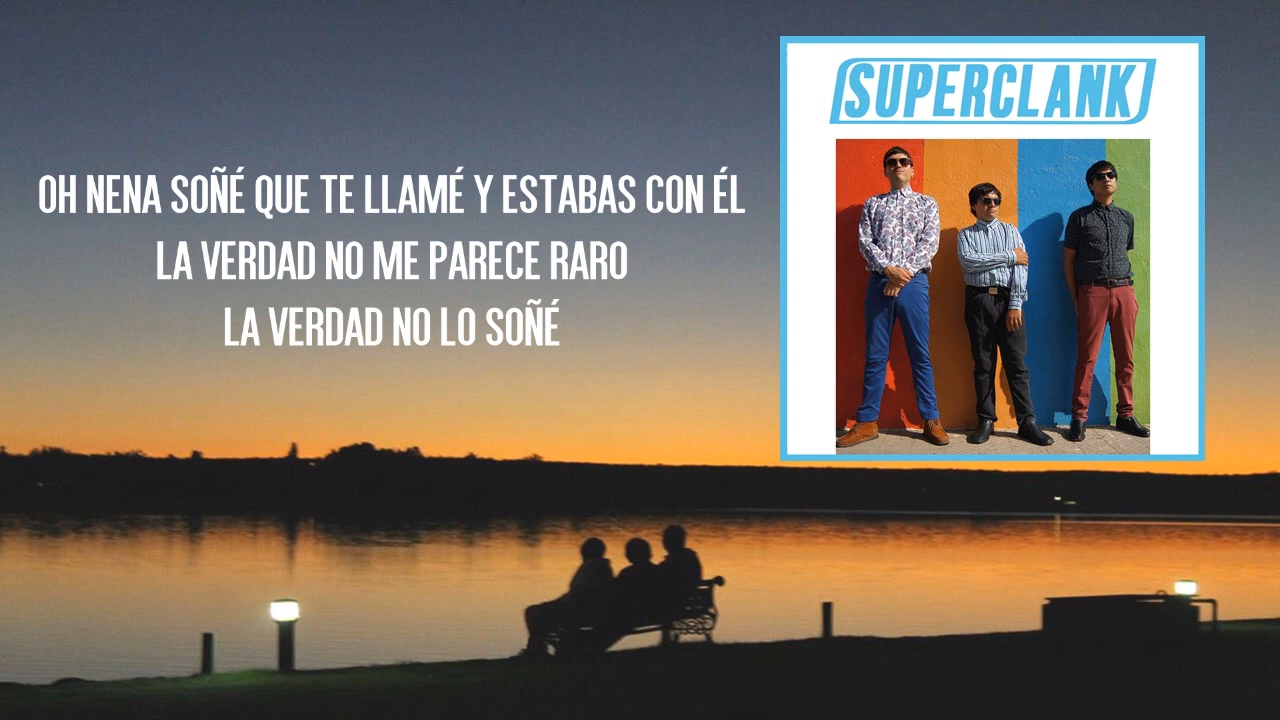 OH NENA SOÑÉ QUE TE LLAMÉ Y ESTABAS CON ÉL
LA VERDAD NO ME PARECE RARO
LA VERDAD NO LO SOÑÉ
SUPERCLANK